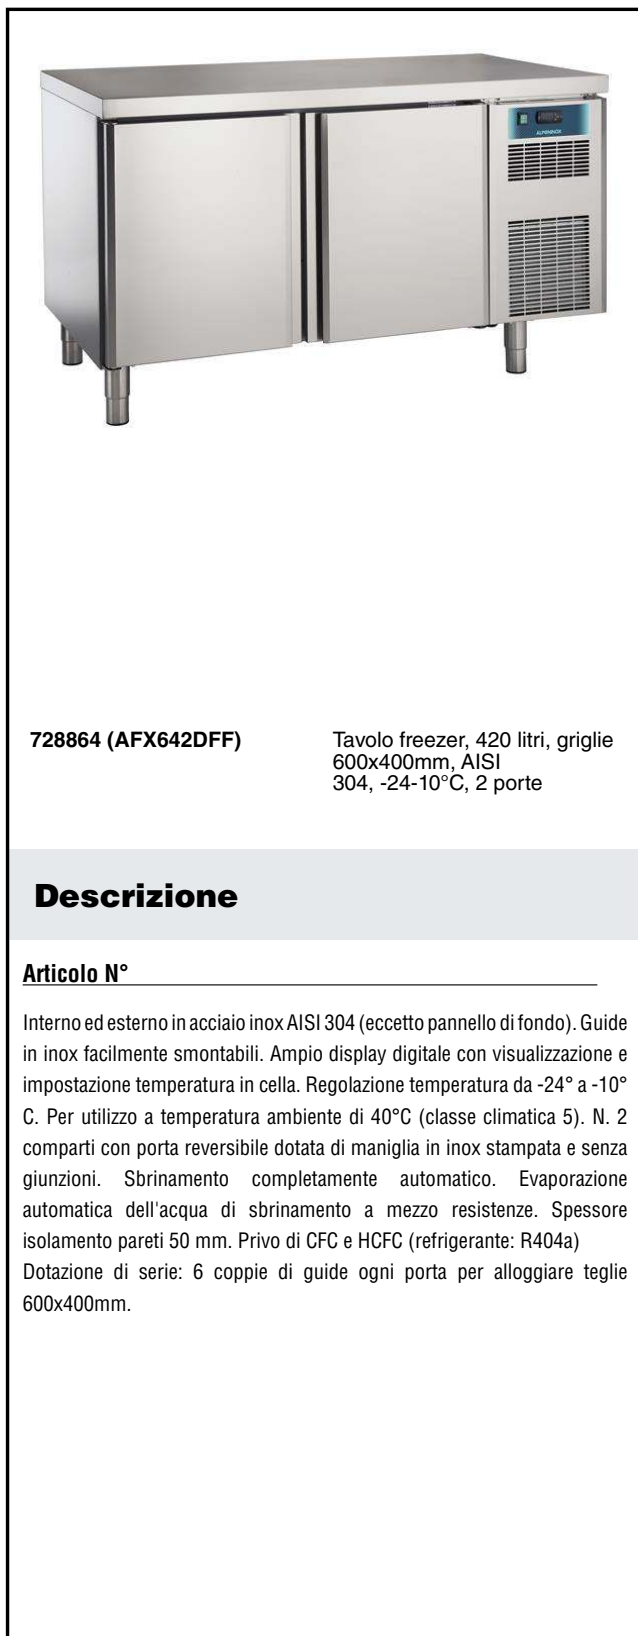 ALPENINOX
728864 (AFX642DFF)
Tavolo freezer, 420 litri, griglie
600x400mm, AISI
304, -24-10°C, 2 porte
Descrizione
Articolo N°
Interno ed esterno in acciaio inox AISI 304 (eccetto pannello di fondo). Guide
in inox facilmente smontabili. Ampio display digitale con visualizzazione e
impostazione temperatura in cella. Regolazione temperatura da -24° a -10°
C. Per utilizzo a temperatura ambiente di 40°C (classe climatica 5). N. 2
comparti con porta reversibile dotata di maniglia in inox stampata e senza
giunzioni. Sbrinamento completamente automatico. Evaporazione
automatica dell'acqua di sbrinamento a mezzo resistenze. Spessore
isolamento pareti 50 mm. Privo di CFC e HCFC (refrigerante: R404a)
Dotazione di serie: 6 coppie di guide ogni porta per alloggiare teglie
600x400mm.